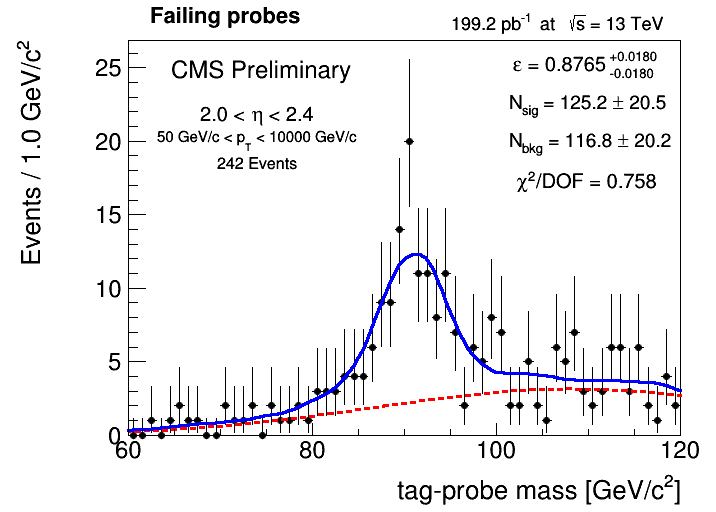 Failing probes
199.2 pb⁻¹ at √s = 13 TeV
CMS Preliminary
2.0 < η < 2.4
50 GeV/c < p_T < 10000 GeV/c
242 Events
ε = 0.8765 +0.0180 -0.0180
N_sig = 125.2 ± 20.5
N_bkg = 116.8 ± 20.2
χ²/DOF = 0.758
Events / 1.0 GeV/c²
25
20
15
10
5
0
60 80 100 120
tag-probe mass [GeV/c²]